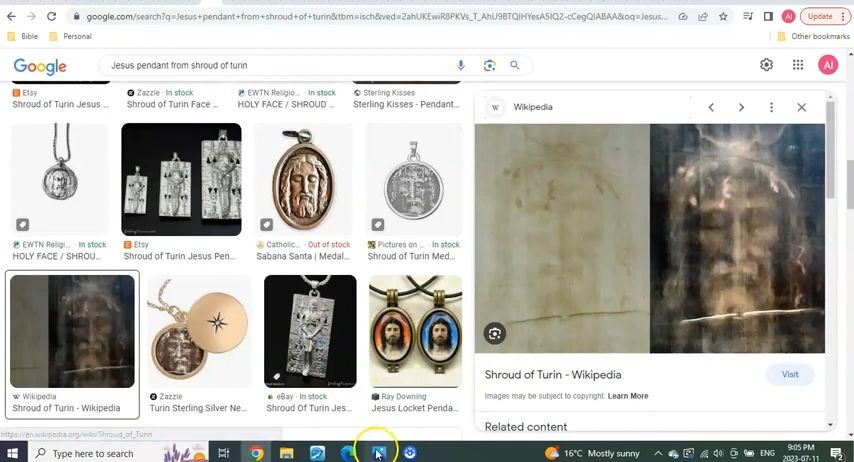 google.com/search?q=Jesus+pendant+from+shroud+of+turin&tbm=isch&ved=2ahUKEwiR8PKVs_T_AhU9BTQIHYesA5IQ2-cCegQIABAA&oq=Jesus...
Update
Bible
Personal
Other bookmarks
Google
Jesus pendant from shroud of turin
AI
Etsy
Shroud of Turin Jesus ...
Zazzle · In stock
Shroud of Turin Face ...
EWTN Religi... · In stock
HOLY FACE / SHROUD ...
Sterling Kisses
Sterling Kisses - Pendant...
EWTN Religi... · In stock
HOLY FACE / SHROU...
Etsy
Shroud of Turin Jesus Pen...
Catholic... · Out of stock
Sabana Santa | Medal...
Pictures on ... · In stock
Shroud of Turin Med...
Wikipedia
Shroud of Turin - Wikipedia
Zazzle
Turin Sterling Silver Ne...
eBay · In stock
Shroud Of Turin Jes...
Ray Downing
Jesus Locket Penda...
Wikipedia
Shroud of Turin - Wikipedia
Visit
Images may be subject to copyright. Learn More
Related content
https://en.wikipedia.org/wiki/Shroud_of_Turin
Type here to search
16°C Mostly sunny
ENG
9:05 PM
2023-07-11
2